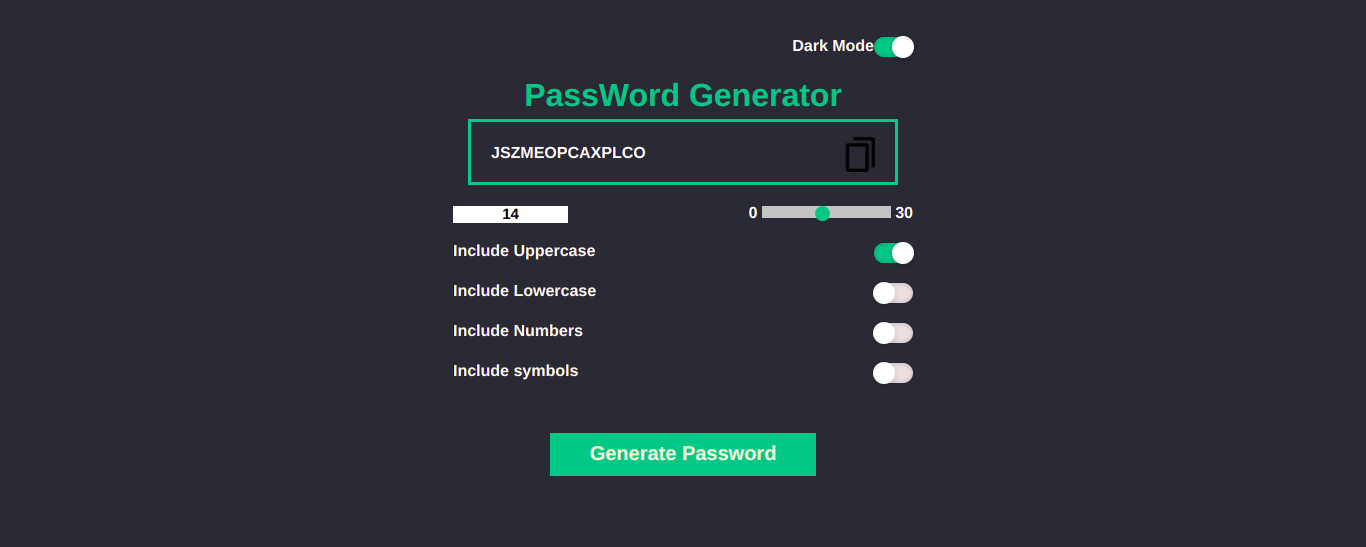 Dark Mode
PassWord Generator
JSZMEOPCAXPLCO
14
0 30
Include Uppercase
Include Lowercase
Include Numbers
Include symbols
Generate Password